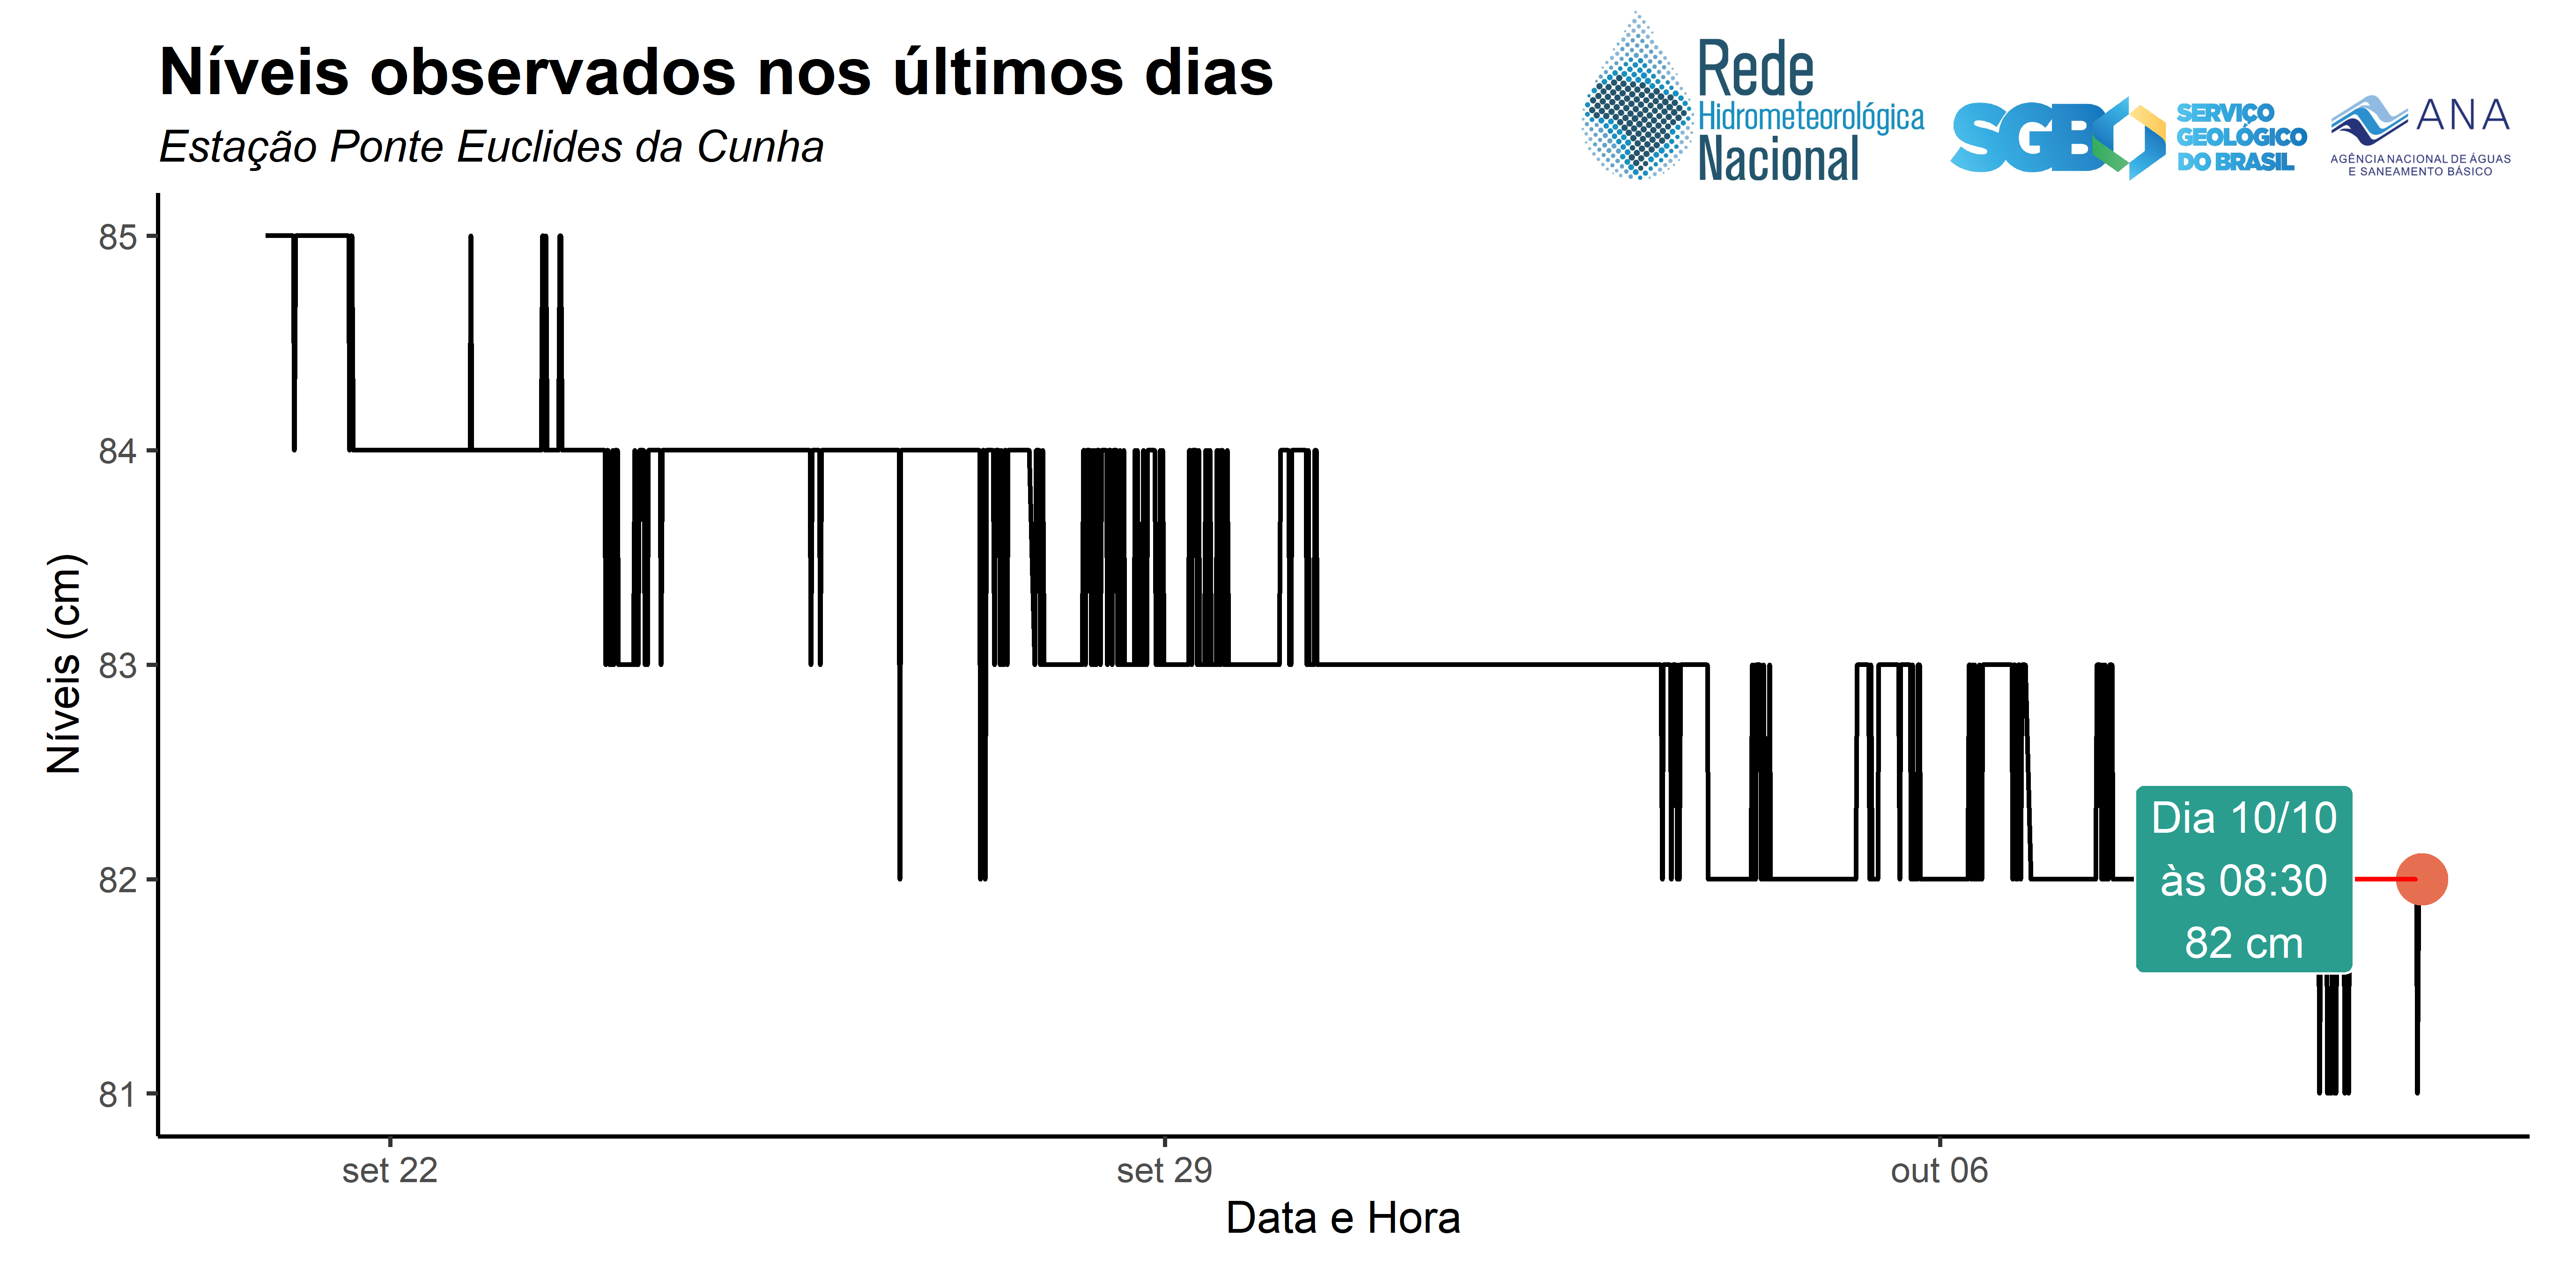 Níveis observados nos últimos dias
Estação Ponte Euclides da Cunha
Rede
Hidrometeorológica
Nacional
SGB
SERVIÇO
GEOLÓGICO
DO BRASIL
ANA
AGÊNCIA NACIONAL DE ÁGUAS
E SANEAMENTO BÁSICO
Níveis (cm)
85
84
83
82
81
Dia 10/10
às 08:30
82 cm
set 22
set 29
out 06
Data e Hora